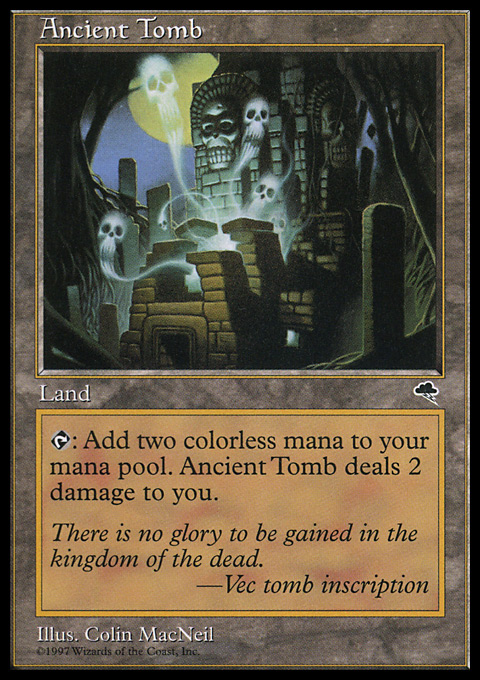 Ancient Tomb
Land
: Add two colorless mana to your
mana pool. Ancient Tomb deals 2
damage to you.
There is no glory to be gained in the
kingdom of the dead.
—Vec tomb inscription
Illus. Colin MacNeil
©1997 Wizards of the Coast, Inc.